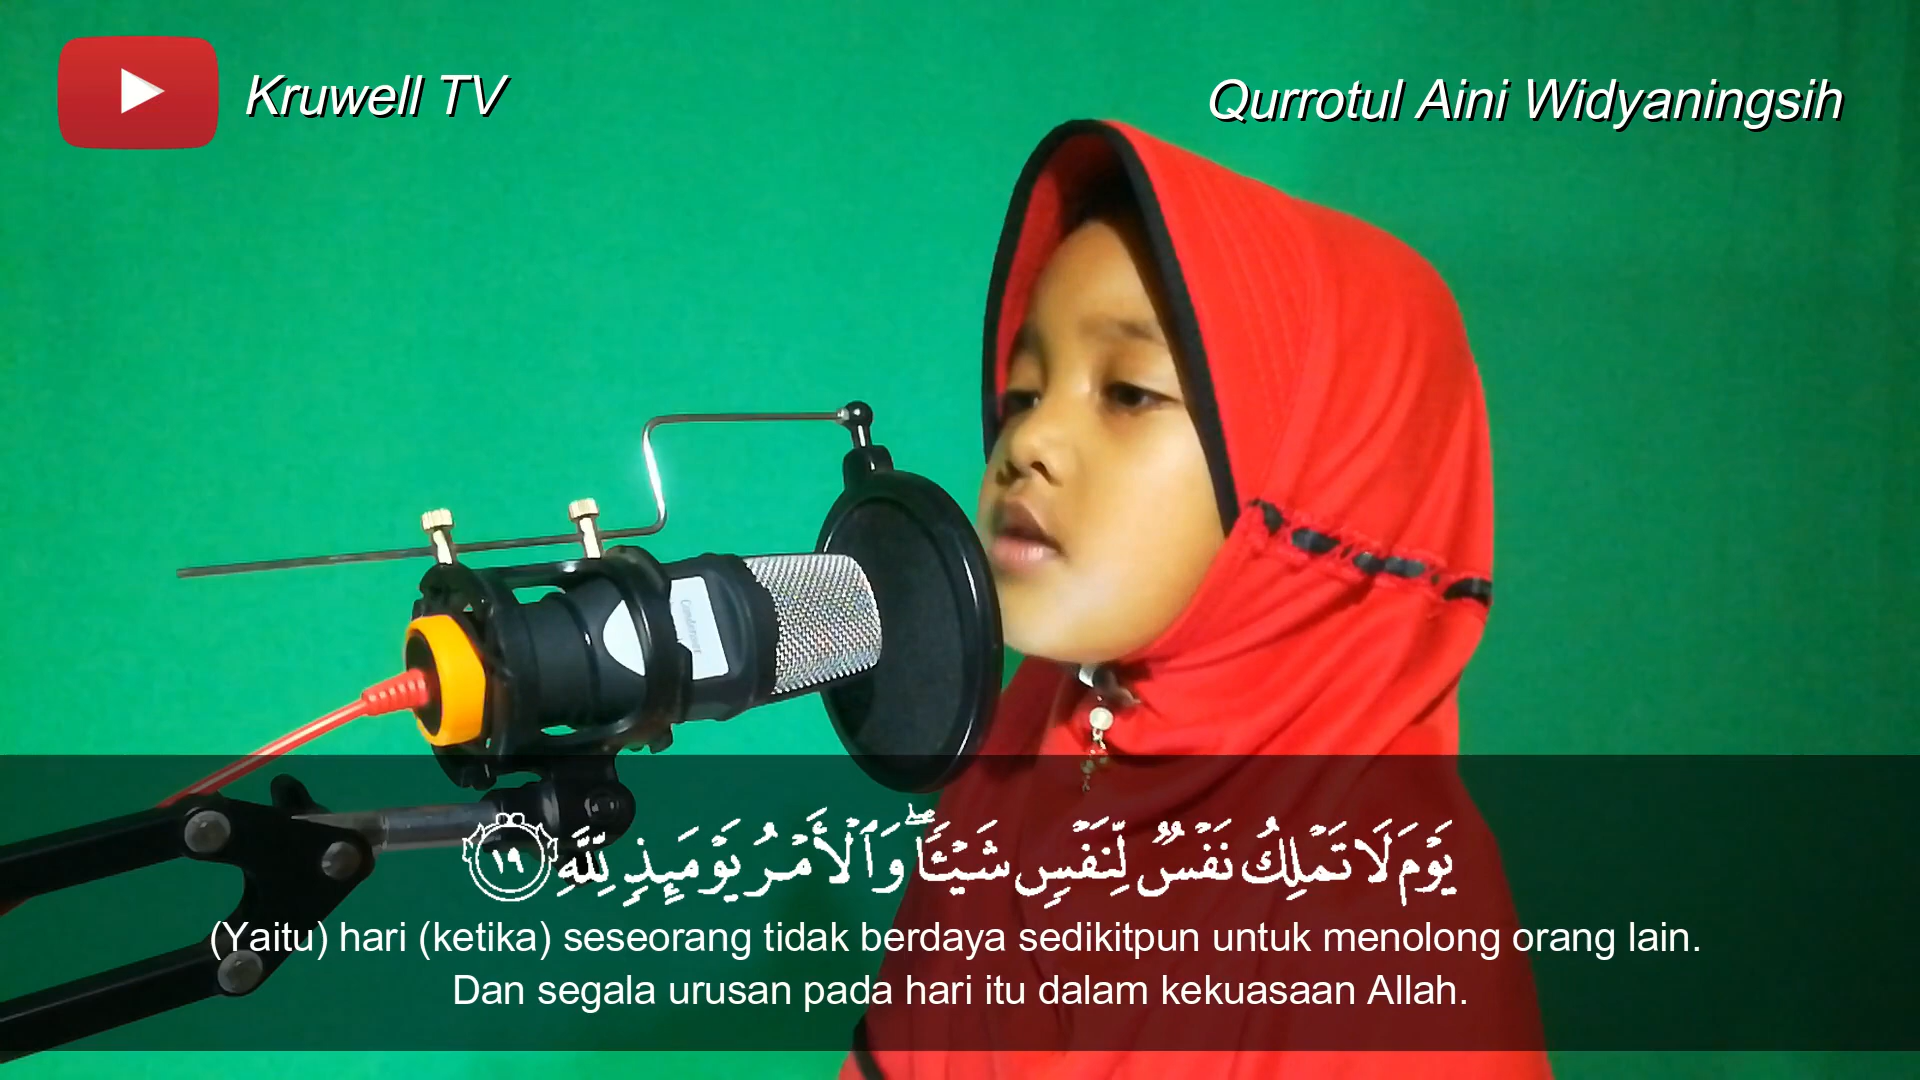 Kruwell TV
Qurrotul Aini Widyaningsih
يَوْمَ لَا تَمْلِكُ نَفْسٌ لِّنَفْسٍ شَيْـًٔا ۖ وَٱلْأَمْرُ يَوْمَئِذٍ لِّلَّهِ ١٩
(Yaitu) hari (ketika) seseorang tidak berdaya sedikitpun untuk menolong orang lain.
Dan segala urusan pada hari itu dalam kekuasaan Allah.